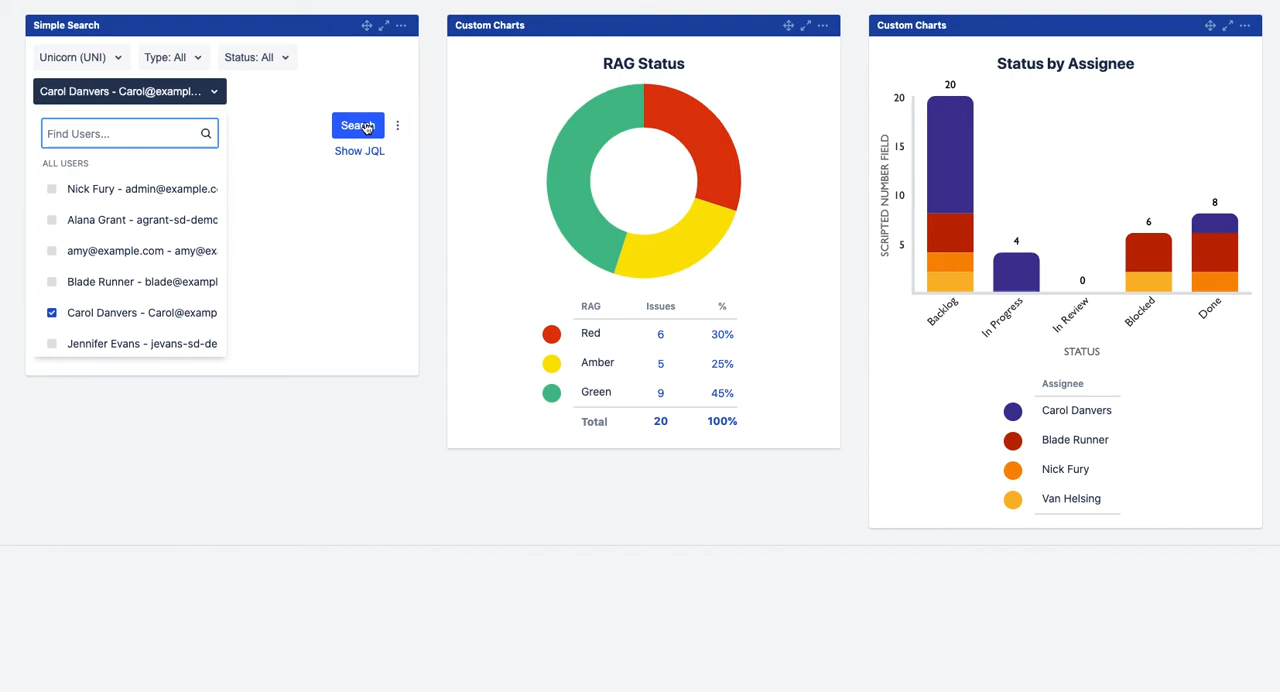 Simple Search
Unicorn (UNI)
Type: All
Status: All
Carol Danvers - Carol@exampl...
Find Users...
Search
Show JQL
ALL USERS
Nick Fury - admin@example.c
Alana Grant - agrant-sd-demo
amy@example.com - amy@ex
Blade Runner - blade@exampl
Carol Danvers - Carol@examp
Jennifer Evans - jevans-sd-de
Custom Charts
RAG Status
RAG Issues %
Red 6 30%
Amber 5 25%
Green 9 45%
Total 20 100%
Custom Charts
Status by Assignee
SCRIPTED NUMBER FIELD
20
15
10
5
20
4
0
6
8
Backlog
In Progress
In Review
Blocked
Done
STATUS
Assignee
Carol Danvers
Blade Runner
Nick Fury
Van Helsing